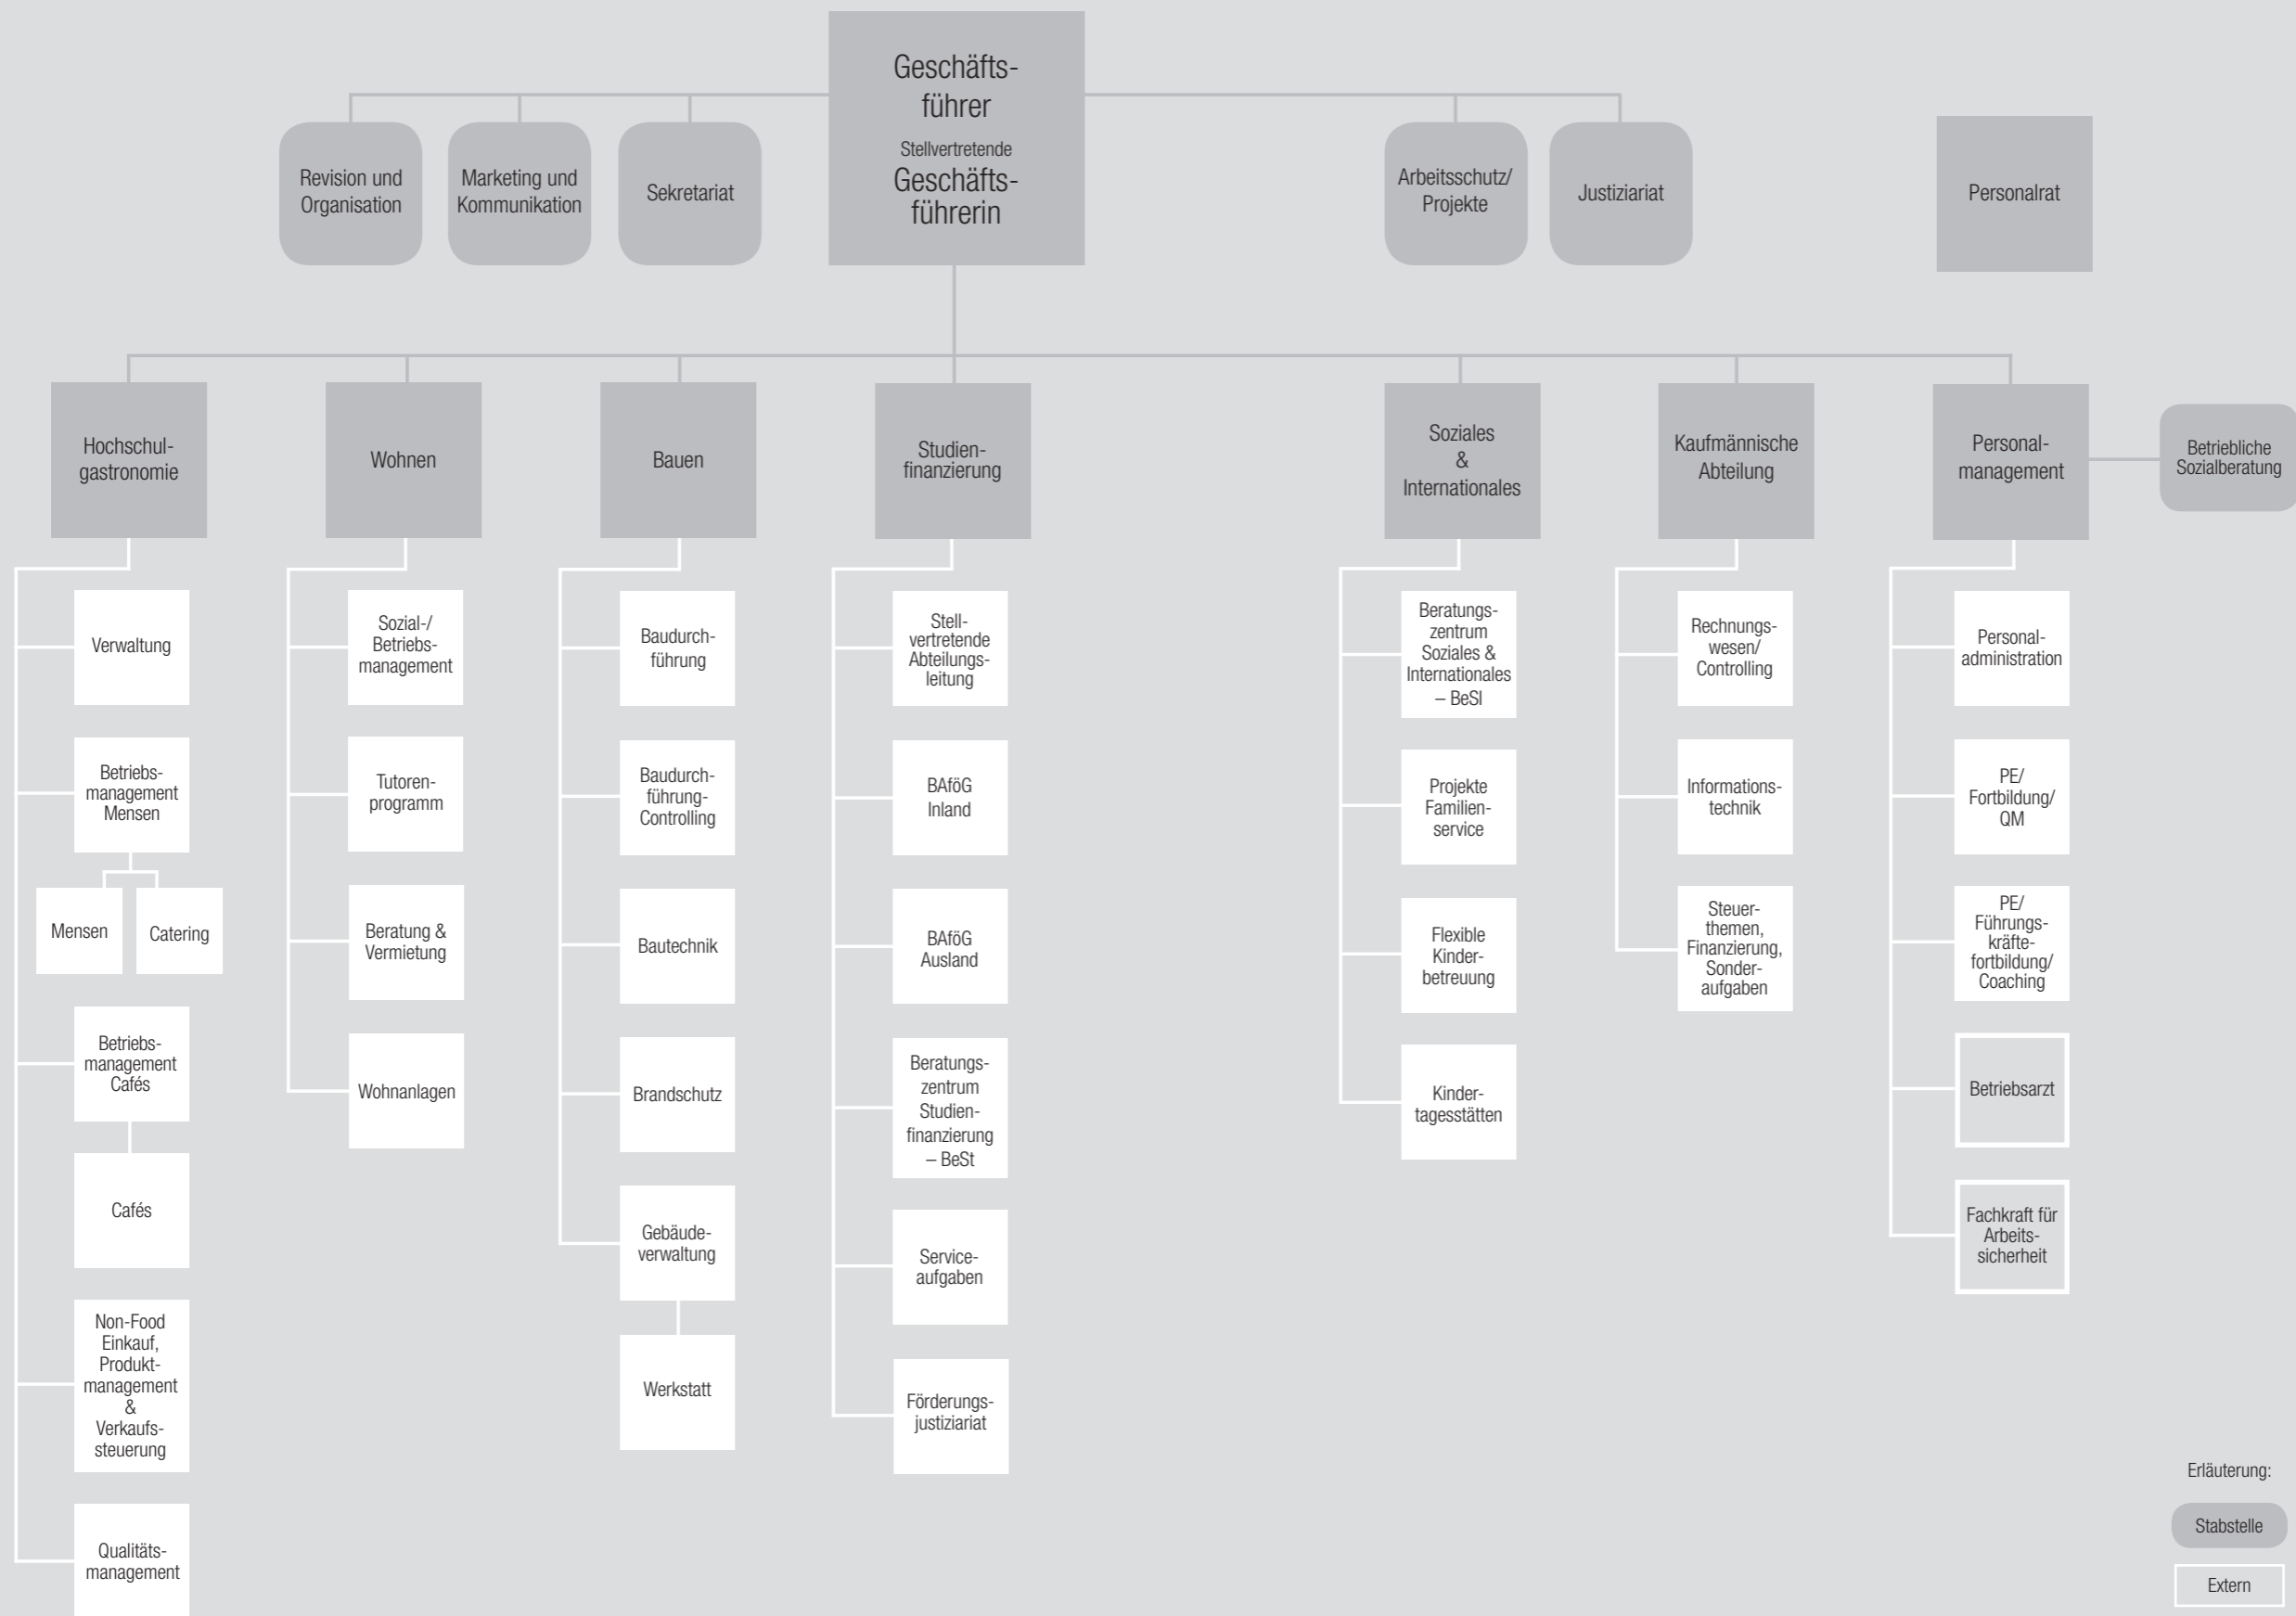 Geschäfts-
führer
Stellvertretende
Geschäfts-
führerin
Revision und
Organisation
Marketing und
Kommunikation
Sekretariat
Arbeitsschutz/
Projekte
Justiziariat
Personalrat
Hochschul-
gastronomie
Wohnen
Bauen
Studien-
finanzierung
Soziales
&
Internationales
Kaufmännische
Abteilung
Personal-
management
Betriebliche
Sozialberatung
Verwaltung
Betriebs-
management
Mensen
Mensen
Catering
Betriebs-
management
Cafés
Cafés
Non-Food
Einkauf,
Produkt-
management
&
Verkaufs-
steuerung
Qualitäts-
management
Sozial-/
Betriebs-
management
Tutoren-
programm
Beratung &
Vermietung
Wohnanlagen
Baudurch-
führung
Baudurch-
führung-
Controlling
Bautechnik
Brandschutz
Gebäude-
verwaltung
Werkstatt
Stell-
vertretende
Abteilungs-
leitung
BAföG
Inland
BAföG
Ausland
Beratungs-
zentrum
Studien-
finanzierung
– BeSt
Service-
aufgaben
Förderungs-
justiziariat
Beratungs-
zentrum
Soziales &
Internationales
– BeSI
Projekte
Familien-
service
Flexible
Kinder-
betreuung
Kinder-
tagesstätten
Rechnungs-
wesen/
Controlling
Informations-
technik
Steuer-
themen,
Finanzierung,
Sonder-
aufgaben
Personal-
administration
PE/
Fortbildung/
QM
PE/
Führungs-
kräfte-
fortbildung/
Coaching
Betriebsarzt
Fachkraft für
Arbeits-
sicherheit
Erläuterung:
Stabstelle
Extern